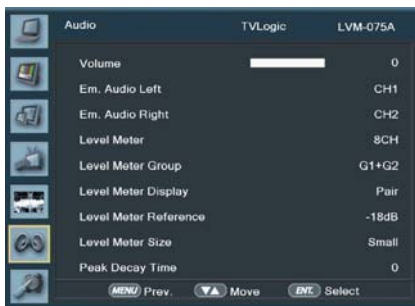 Audio TVLogic LVM-075A
Volume 0
Em. Audio Left CH1
Em. Audio Right CH2
Level Meter 8CH
Level Meter Group G1+G2
Level Meter Display Pair
Level Meter Reference -18dB
Level Meter Size Small
Peak Decay Time 0
MENU Prev. ▼▲ Move ENT. Select